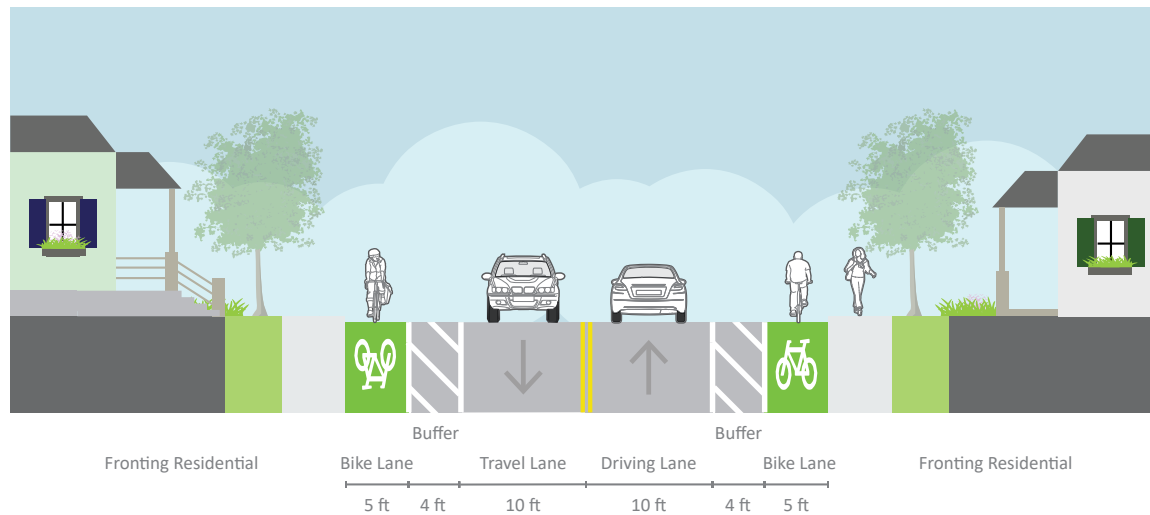 Buffer Buffer
Fronting Residential Bike Lane Travel Lane Driving Lane Bike Lane Fronting Residential
5 ft 4 ft 10 ft 10 ft 4 ft 5 ft